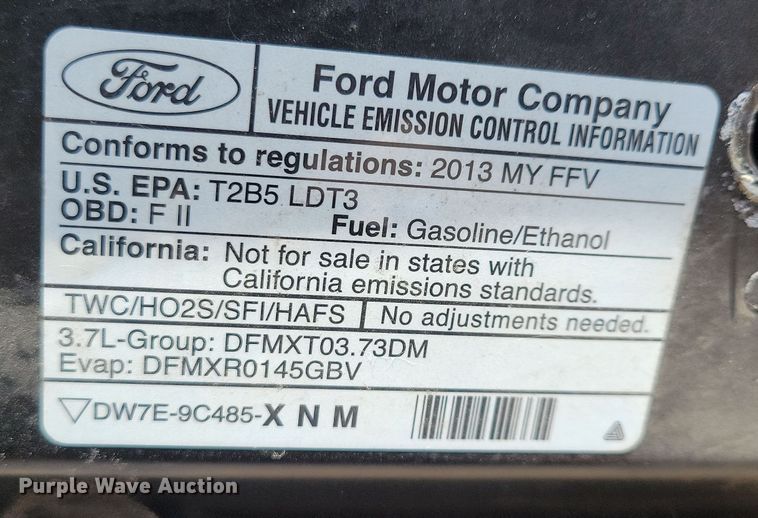 Ford
Ford Motor Company
VEHICLE EMISSION CONTROL INFORMATION
Conforms to regulations: 2013 MY FFV
U.S. EPA: T2B5 LDT3
OBD: F II
Fuel: Gasoline/Ethanol
California: Not for sale in states with
California emissions standards.
TWC/HO2S/SFI/HAFS
No adjustments needed.
3.7L-Group: DFMXT03.73DM
Evap: DFMXR0145GBV
DW7E-9C485-X N M
Purple Wave Auction